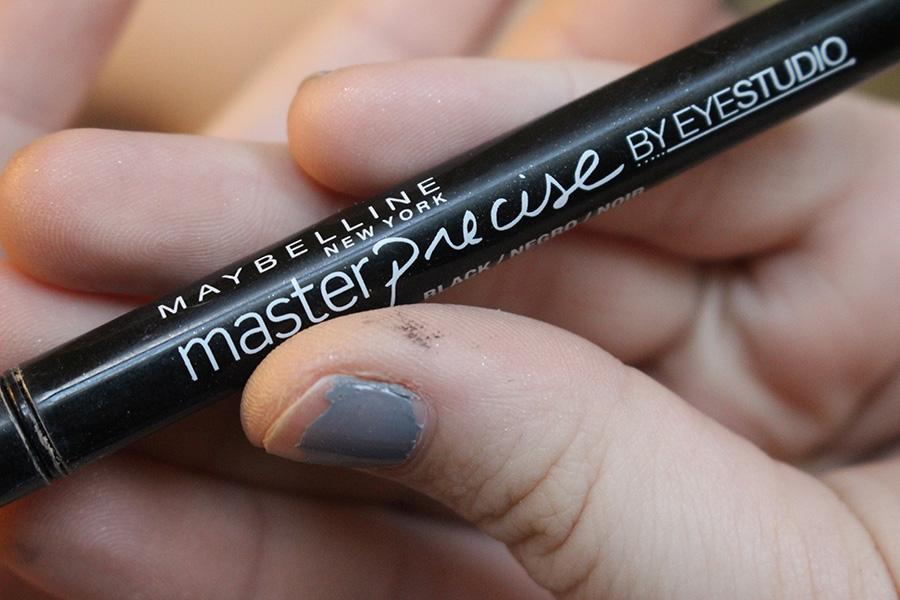 MAYBELLINE
NEW YORK
master precise BY EYESTUDIO
BLACK / NEGRO / NOIR